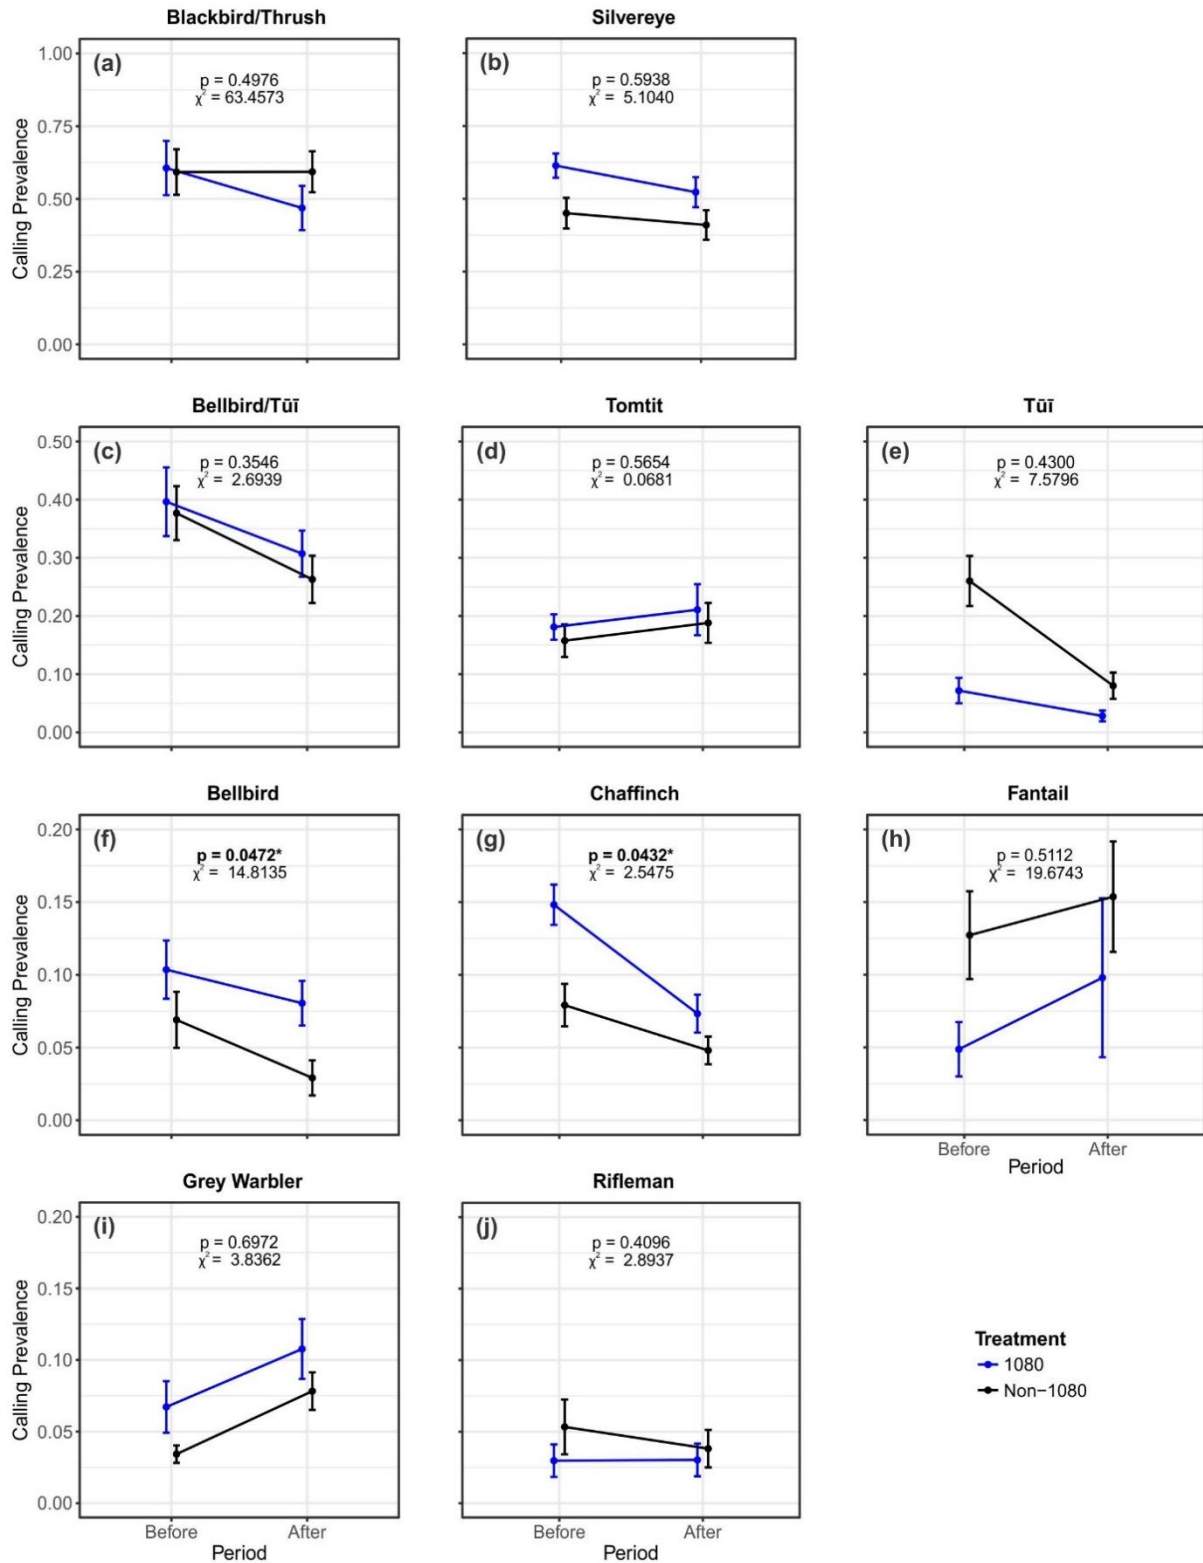 Blackbird/Thrush
Silvereye
(a)
p = 0.4976
χ² = 63.4573
(b)
p = 0.5938
χ² = 5.1040
Calling Prevalence
1.00
0.75
0.50
0.25
0.00
Bellbird/Tūī
Tomtit
Tūī
(c)
p = 0.3546
χ² = 2.6939
(d)
p = 0.5654
χ² = 0.0681
(e)
p = 0.4300
χ² = 7.5796
Calling Prevalence
0.50
0.40
0.30
0.20
0.10
0.00
Bellbird
Chaffinch
Fantail
(f)
p = 0.0472*
χ² = 14.8135
(g)
p = 0.0432*
χ² = 2.5475
(h)
p = 0.5112
χ² = 19.6743
Calling Prevalence
0.20
0.15
0.10
0.05
0.00
Before After
Period
Grey Warbler
Rifleman
(i)
p = 0.6972
χ² = 3.8362
(j)
p = 0.4096
χ² = 2.8937
Calling Prevalence
0.20
0.15
0.10
0.05
0.00
Before After
Period
Before After
Period
Treatment
1080
Non−1080